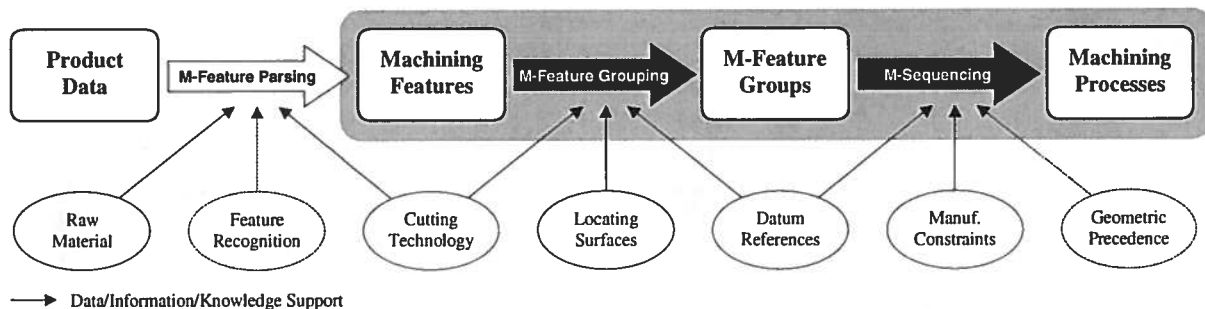 Product
Data
M-Feature Parsing
Machining
Features
M-Feature Grouping
M-Feature
Groups
M-Sequencing
Machining
Processes
Raw
Material
Feature
Recognition
Cutting
Technology
Locating
Surfaces
Datum
References
Manuf.
Constraints
Geometric
Precedence
Data/Information/Knowledge Support